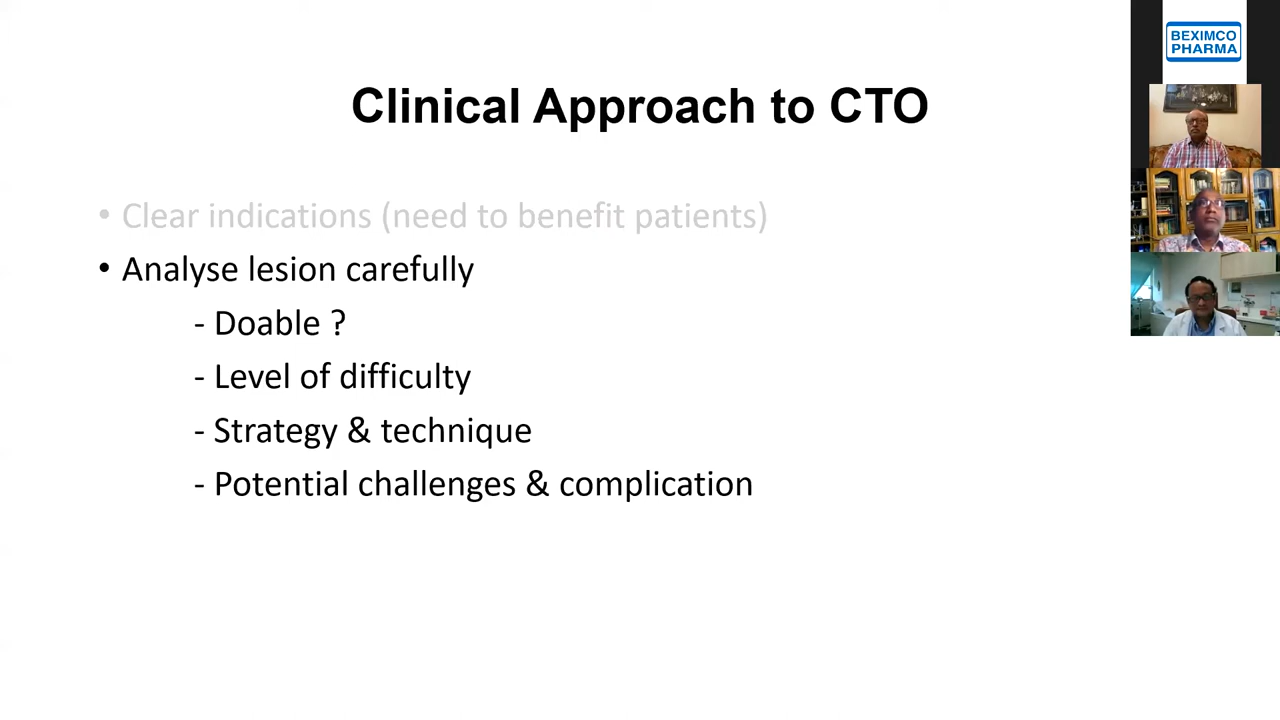 BEXIMCO
PHARMA
Clinical Approach to CTO
• Clear indications (need to benefit patients)
• Analyse lesion carefully
- Doable ?
- Level of difficulty
- Strategy & technique
- Potential challenges & complication